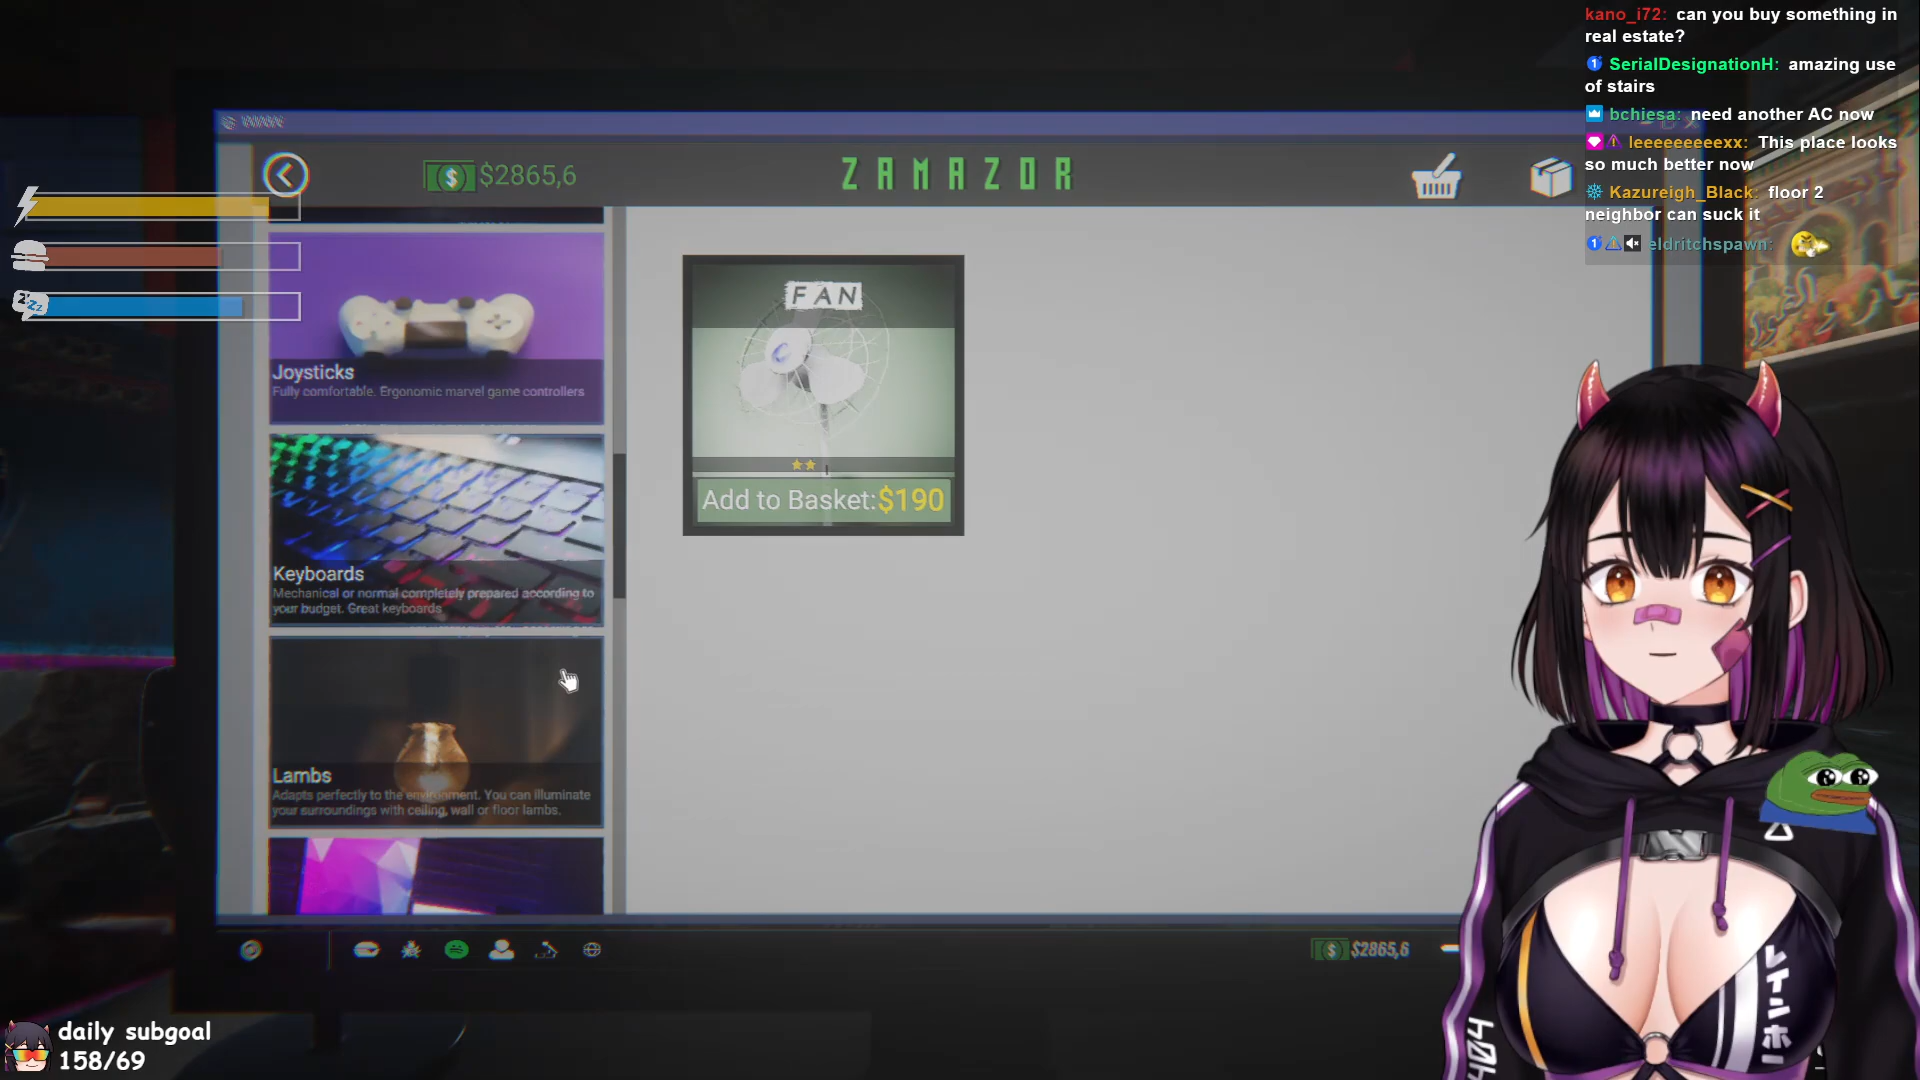 kano_i72: can you buy something in
real estate?
SerialDesignationH: amazing use
of stairs
bchiesa: need another AC now
leeeeeeeexx: This place looks
so much better now
Kazureigh_Black: floor 2
neighbor can suck it
eldritchspawn:
$2865,6
ZAMAZOR
FAN
Add to Basket:$190
Joysticks
Fully comfortable. Ergonomic marvel game controllers
Keyboards
Mechanical or normal completely prepared according to
your budget. Great keyboards
Lambs
Adapts perfectly to the environment. You can illuminate
your surroundings with ceiling, wall or floor lambs.
$2865,6
daily subgoal
158/69